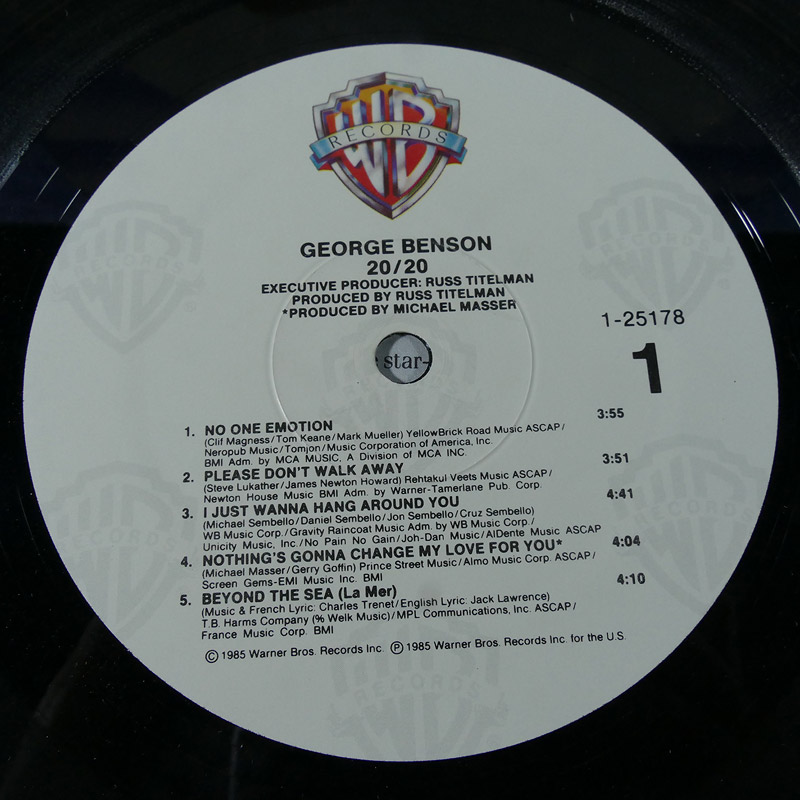 WB
RECORDS
GEORGE BENSON
20/20
EXECUTIVE PRODUCER: RUSS TITELMAN
PRODUCED BY RUSS TITELMAN
*PRODUCED BY MICHAEL MASSER
1-25178
1
star-
1. NO ONE EMOTION 3:55
(Clif Magness/Tom Keane/Mark Mueller) YellowBrick Road Music ASCAP/
Neropub Music/Tomjon/Music Corporation of America, Inc.
BMI Adm. by MCA MUSIC, A Division of MCA INC.
2. PLEASE DON'T WALK AWAY 3:51
(Steve Lukather/James Newton Howard) Rehtakul Veets Music ASCAP/
Newton House Music BMI Adm. by Warner-Tamerlane Pub. Corp.
3. I JUST WANNA HANG AROUND YOU 4:41
(Michael Sembello/Daniel Sembello/Jon Sembello/Cruz Sembello)
WB Music Corp./Gravity Raincoat Music Adm. by WB Music Corp./
Unicity Music, Inc./No Pain No Gain/Joh-Dan Music/AlDente Music ASCAP
4. NOTHING'S GONNA CHANGE MY LOVE FOR YOU* 4:04
(Michael Masser/Gerry Goffin) Prince Street Music/Almo Music Corp. ASCAP/
Screen Gems-EMI Music Inc. BMI
5. BEYOND THE SEA (La Mer) 4:10
(Music & French Lyric: Charles Trenet/English Lyric: Jack Lawrence)
T.B. Harms Company (% Welk Music)/MPL Communications, Inc. ASCAP/
France Music Corp. BMI
© 1985 Warner Bros. Records Inc. ℗ 1985 Warner Bros. Records Inc. for the U.S.